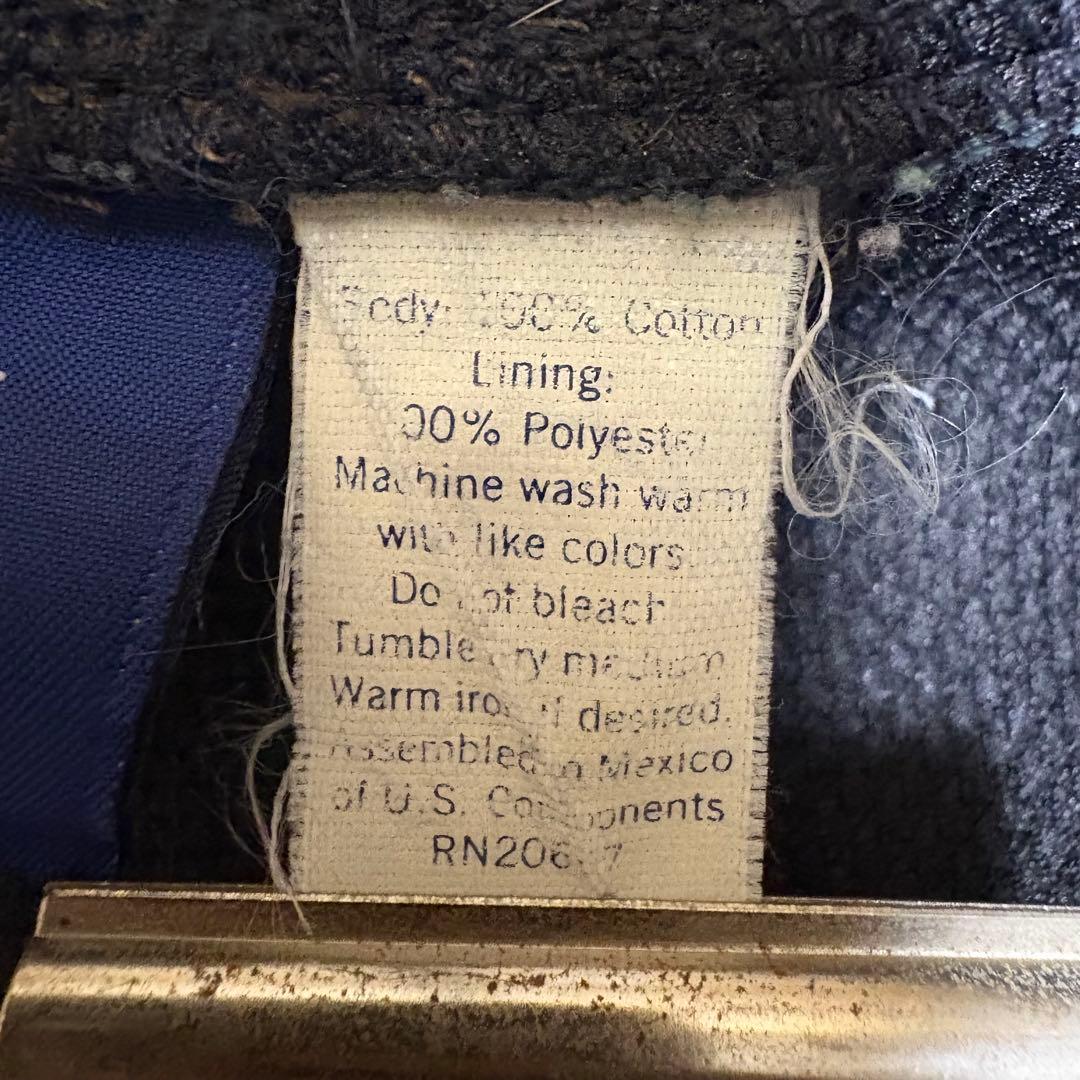 Body: 100% Cotton
Lining:
100% Polyester
Machine wash warm
with like colors
Do not bleach
Tumble dry medium
Warm iron if desired.
Assembled in Mexico
of U.S. Components